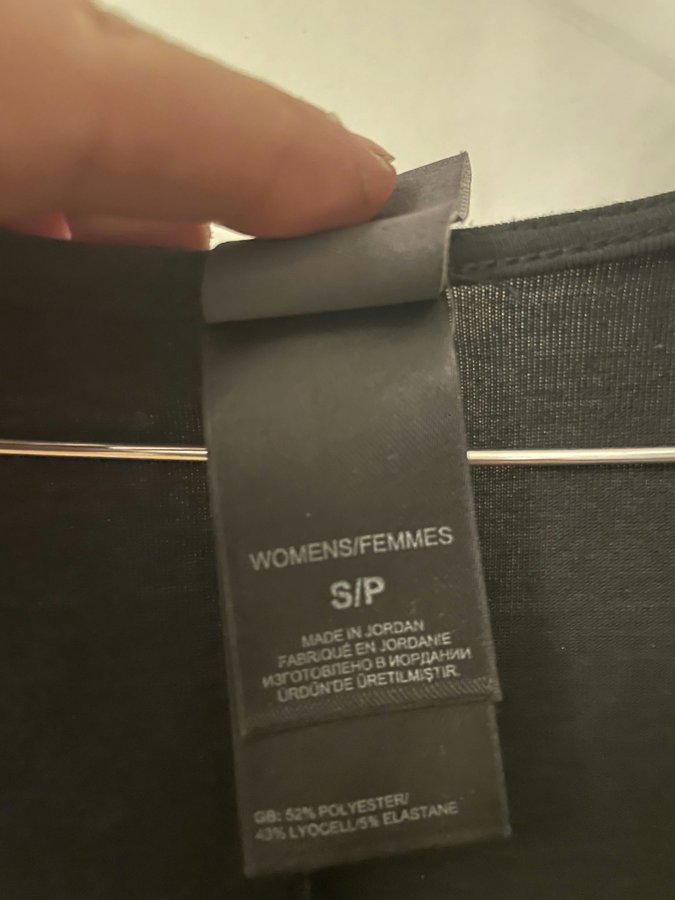 WOMENS/FEMMES
S/P
MADE IN JORDAN
FABRIQUÉ EN JORDANIE
ИЗГОТОВЛЕНО В ИОРДАНИИ
ÜRDÜN'DE ÜRETİLMİŞTİR.
GB: 52% POLYESTER/
43% LYOCELL/5% ELASTANE